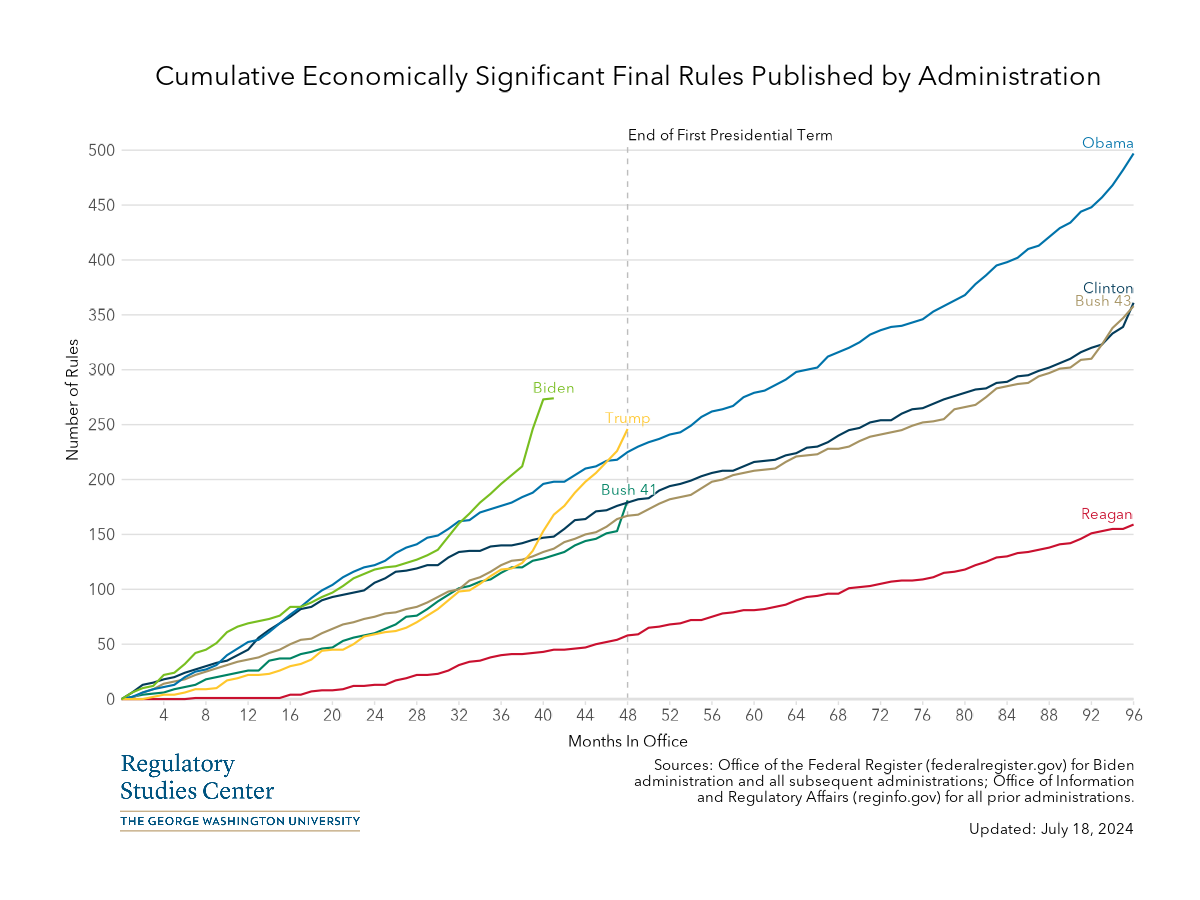 Cumulative Economically Significant Final Rules Published by Administration
End of First Presidential Term
500
450
400
350
300
250
200
150
100
50
0
Number of Rules
Obama
Clinton
Bush 43
Biden
Trump
Bush 41
Reagan
4 8 12 16 20 24 28 32 36 40 44 48 52 56 60 64 68 72 76 80 84 88 92 96
Months In Office
Regulatory
Studies Center
THE GEORGE WASHINGTON UNIVERSITY
Sources: Office of the Federal Register (federalregister.gov) for Biden
administration and all subsequent administrations; Office of Information
and Regulatory Affairs (reginfo.gov) for all prior administrations.
Updated: July 18, 2024